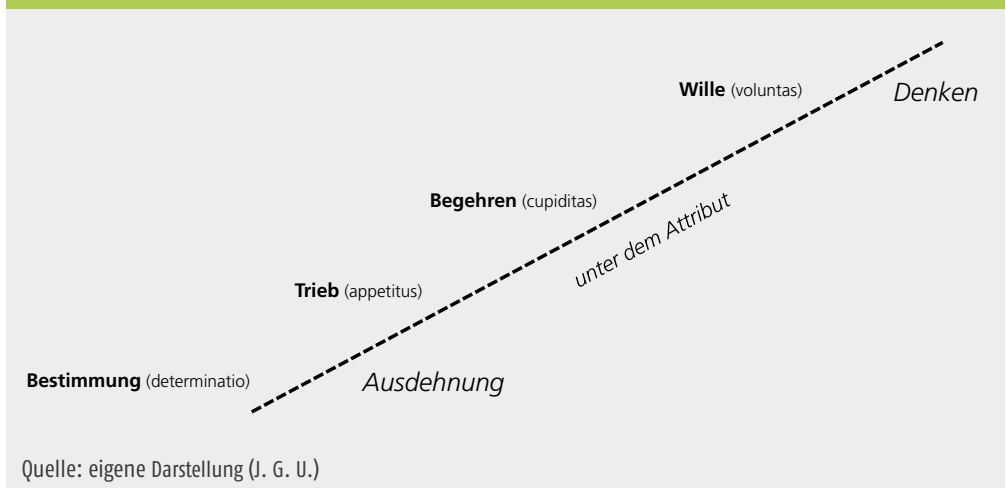 Wille (voluntas)
Denken
Begehren (cupiditas)
unter dem Attribut
Trieb (appetitus)
Bestimmung (determinatio)
Ausdehnung
Quelle: eigene Darstellung (J. G. U.)